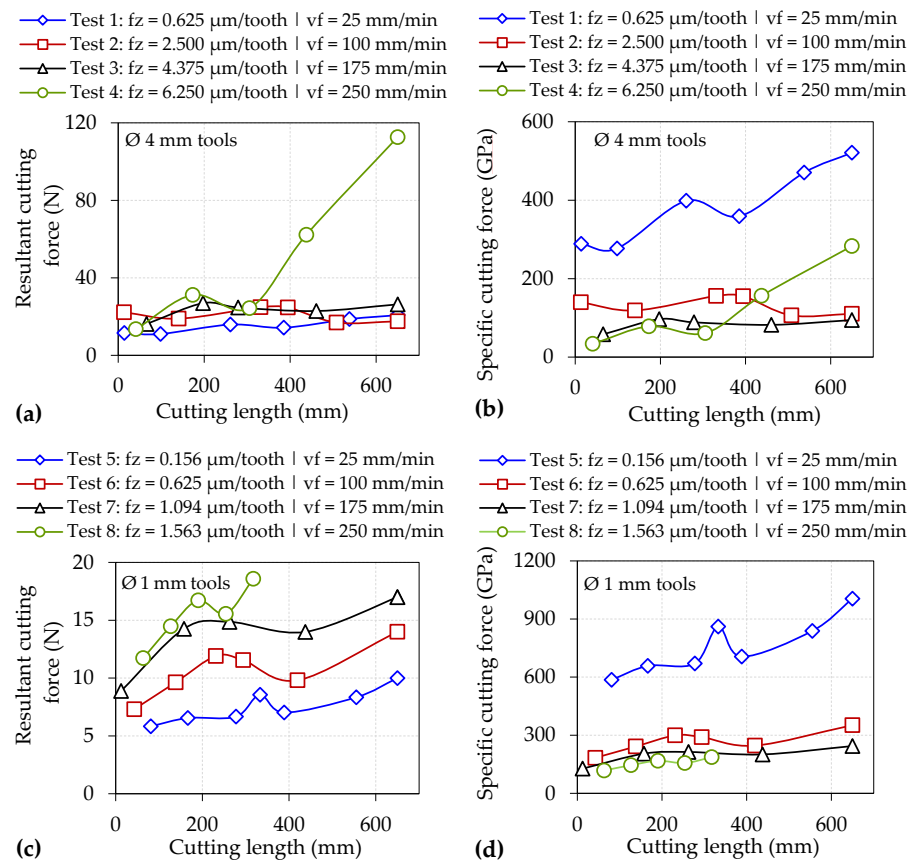 Test 1: fz = 0.625 µm/tooth | vf = 25 mm/min
Test 2: fz = 2.500 µm/tooth | vf = 100 mm/min
Test 3: fz = 4.375 µm/tooth | vf = 175 mm/min
Test 4: fz = 6.250 µm/tooth | vf = 250 mm/min
120
80
40
0
Ø 4 mm tools
Resultant cutting
force (N)
0 200 400 600
(a) Cutting length (mm)
Test 1: fz = 0.625 µm/tooth | vf = 25 mm/min
Test 2: fz = 2.500 µm/tooth | vf = 100 mm/min
Test 3: fz = 4.375 µm/tooth | vf = 175 mm/min
Test 4: fz = 6.250 µm/tooth | vf = 250 mm/min
600
400
200
0
Ø 4 mm tools
Specific cutting force (GPa)
0 200 400 600
(b) Cutting length (mm)
Test 5: fz = 0.156 µm/tooth | vf = 25 mm/min
Test 6: fz = 0.625 µm/tooth | vf = 100 mm/min
Test 7: fz = 1.094 µm/tooth | vf = 175 mm/min
Test 8: fz = 1.563 µm/tooth | vf = 250 mm/min
20
15
10
5
0
Ø 1 mm tools
Resultant cutting
force (N)
0 200 400 600
(c) Cutting length (mm)
Test 5: fz = 0.156 µm/tooth | vf = 25 mm/min
Test 6: fz = 0.625 µm/tooth | vf = 100 mm/min
Test 7: fz = 1.094 µm/tooth | vf = 175 mm/min
Test 8: fz = 1.563 µm/tooth | vf = 250 mm/min
1200
900
600
300
0
Ø 1 mm tools
Specific cutting force (GPa)
0 200 400 600
(d) Cutting length (mm)